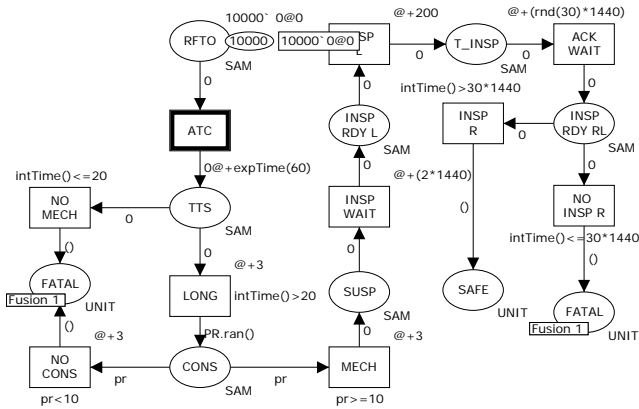 10000` 0@0
RFTO
10000
10000` 0@0
SAM
0
ATC
0@+expTime(60)
intTime()<=20
NO
MECH
0
TTS
SAM
()
0
@+3
FATAL
Fusion 1
UNIT
LONG
intTime()>20
()
@+3
PR.ran()
NO
CONS
pr<10
pr
CONS
SAM
pr
MECH
pr>=10
@+3
0
SUSP
SAM
0
INSP
WAIT
@+(2*1440)
0
INSP
RDY L
SAM
0
L
@+200
0
T_INSP
SAM
@+(rnd(30)*1440)
0
ACK
WAIT
0
intTime()>30*1440
INSP
R
0
INSP
RDY RL
SAM
0
()
NO
INSP R
intTime()<=30*1440
()
SAFE
UNIT
FATAL
Fusion 1
UNIT